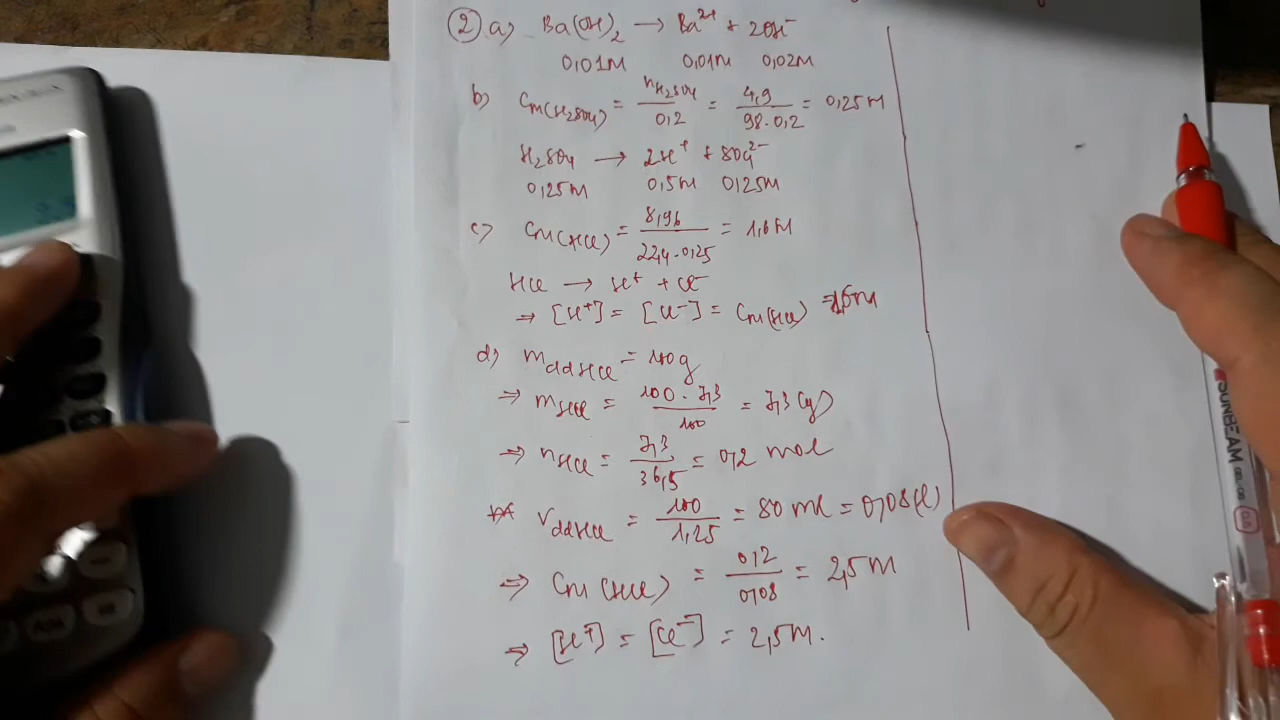 2 a) Ba(OH)₂ → Ba²⁺ + 2OH⁻
0,01M 0,01M 0,02M
b) CM(H₂SO₄) = nH₂SO₄ / 0,2 = 4,9 / 98.0,2 = 0,25M
H₂SO₄ → 2H⁺ + SO₄²⁻
0,25M 0,5M 0,25M
c) CM(HCl) = 8,96 / 22,4.0,25 = 1,6M
HCl → H⁺ + Cl⁻
⇒ [H⁺] = [Cl⁻] = CM(HCl) = 1,6M
d) mddHCl = 100g
⇒ mHCl = 100.7,3 / 100 = 7,3(g)
⇒ nHCl = 7,3 / 36,5 = 0,2 mol
VddHCl = 100 / 1,25 = 80ml = 0,08(l)
⇒ CM(HCl) = 0,2 / 0,08 = 2,5M
⇒ [H⁺] = [Cl⁻] = 2,5M.
SUNBEAM